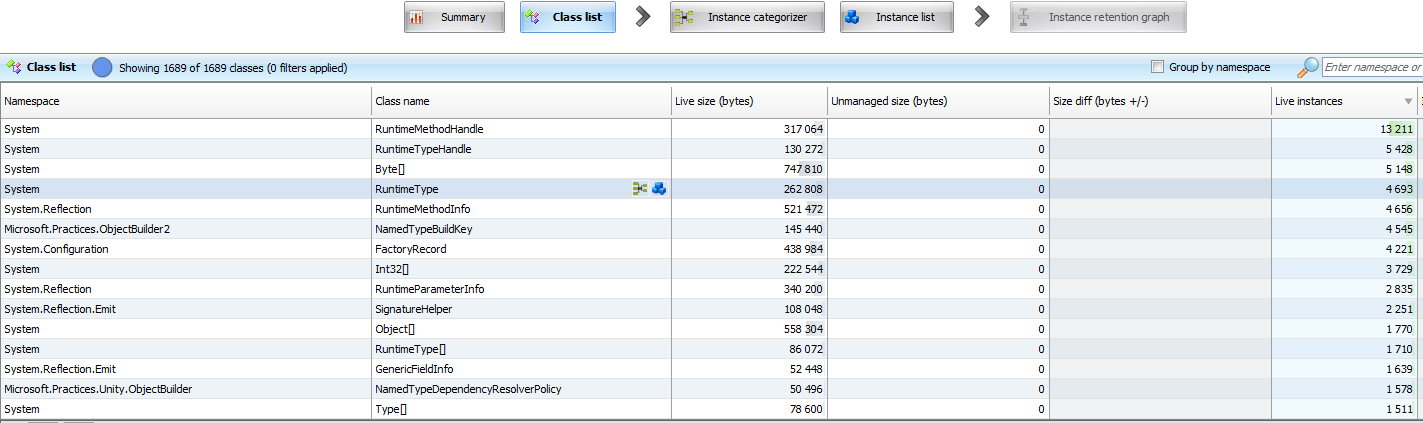 Summary Class list Instance categorizer Instance list Instance retention graph
Class list Showing 1689 of 1689 classes (0 filters applied) Group by namespace Enter namespace or
Namespace Class name Live size (bytes) Unmanaged size (bytes) Size diff (bytes +/-) Live instances
System RuntimeMethodHandle 317 064 0 13 211
System RuntimeTypeHandle 130 272 0 5 428
System Byte[] 747 810 0 5 148
System RuntimeType 262 808 0 4 693
System.Reflection RuntimeMethodInfo 521 472 0 4 656
Microsoft.Practices.ObjectBuilder2 NamedTypeBuildKey 145 440 0 4 545
System.Configuration FactoryRecord 438 984 0 4 221
System Int32[] 222 544 0 3 729
System.Reflection RuntimeParameterInfo 340 200 0 2 835
System.Reflection.Emit SignatureHelper 108 048 0 2 251
System Object[] 558 304 0 1 770
System RuntimeType[] 86 072 0 1 710
System.Reflection.Emit GenericFieldInfo 52 448 0 1 639
Microsoft.Practices.Unity.ObjectBuilder NamedTypeDependencyResolverPolicy 50 496 0 1 578
System Type[] 78 600 0 1 511